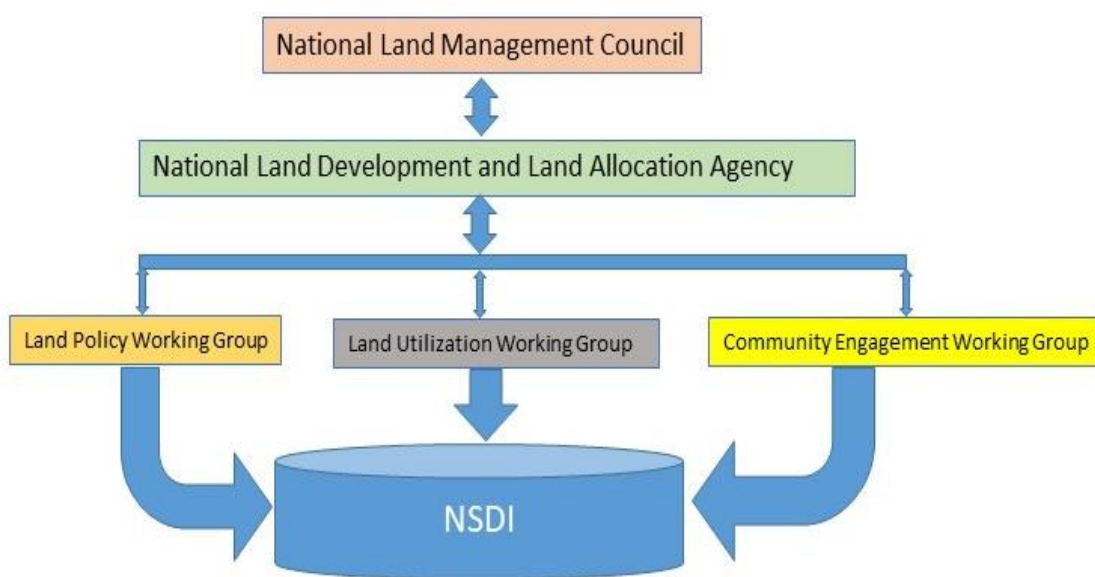 National Land Management Council
National Land Development and Land Allocation Agency
Land Policy Working Group
Land Utilization Working Group
Community Engagement Working Group
NSDI